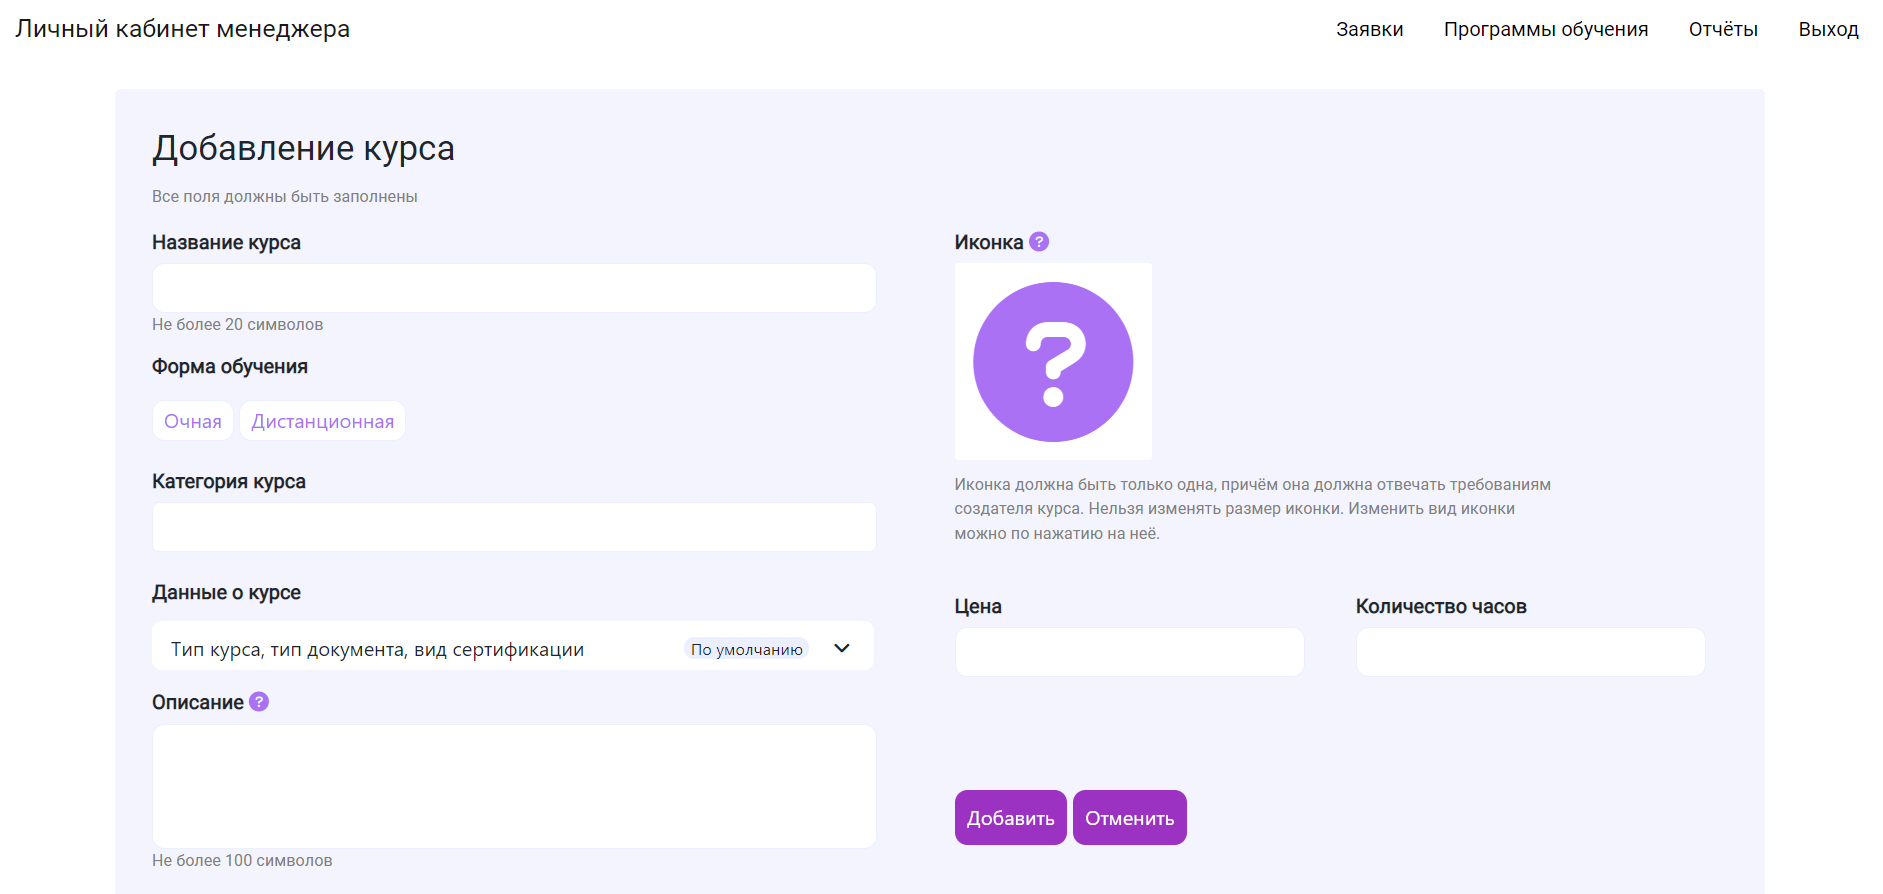 Личный кабинет менеджера
Заявки
Программы обучения
Отчёты
Выход
Добавление курса
Все поля должны быть заполнены
Название курса
Не более 20 символов
Форма обучения
Очная
Дистанционная
Категория курса
Данные о курсе
Тип курса, тип документа, вид сертификации
По умолчанию
Описание ?
Не более 100 символов
Иконка ?
?
Иконка должна быть только одна, причём она должна отвечать требованиям
создателя курса. Нельзя изменять размер иконки. Изменить вид иконки
можно по нажатию на неё.
Цена
Количество часов
Добавить
Отменить